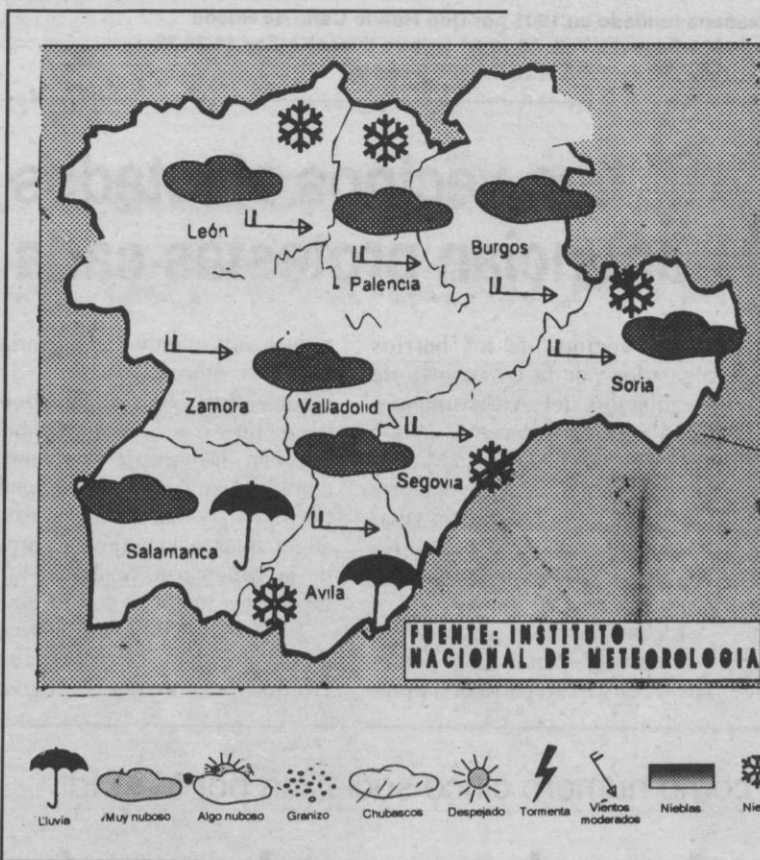 León
Burgos
Palencia
Soria
Zamora
Valladolid
Segovia
Salamanca
Avila
FUENTE: INSTITUTO
NACIONAL DE METEOROLOGIA
Lluvia
Muy nuboso
Algo nuboso
Granizo
Chubascos
Despejado
Tormenta
Vientos
moderados
Nieblas